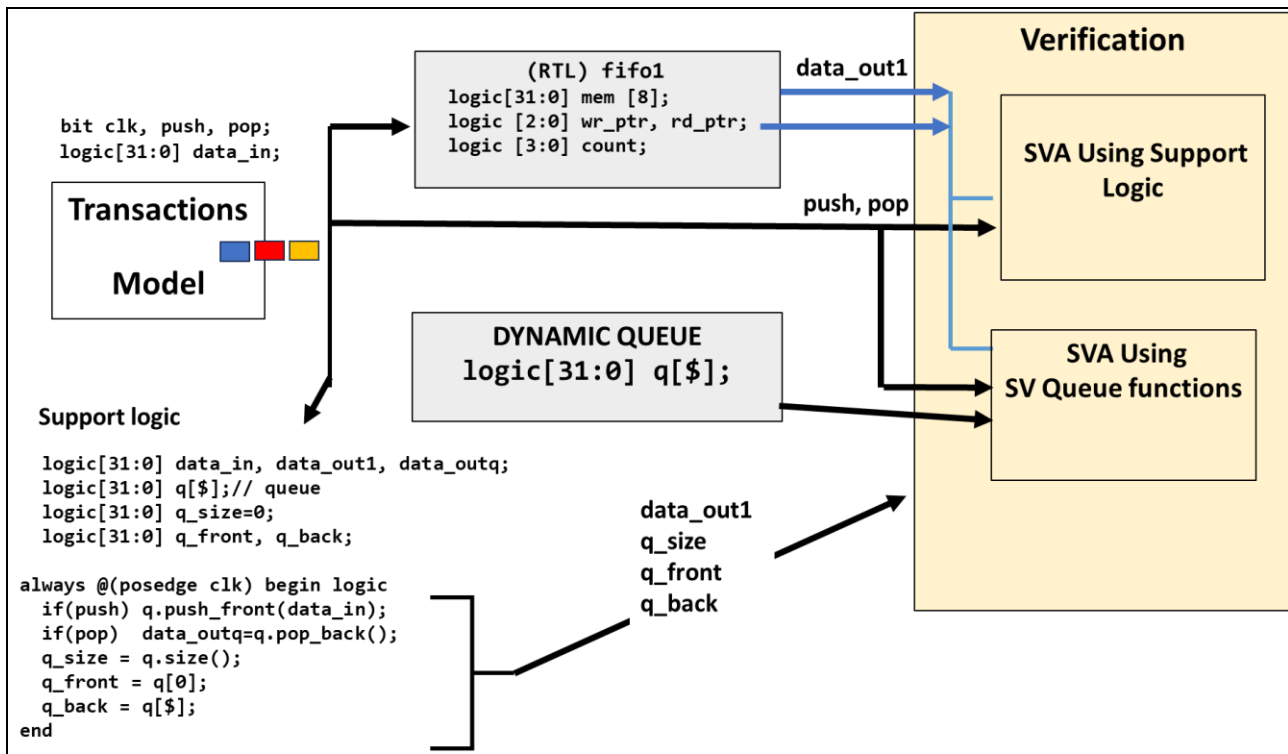 bit clk, push, pop;
logic[31:0] data_in;
Transactions
Model
(RTL) fifo1
logic[31:0] mem [8];
logic [2:0] wr_ptr, rd_ptr;
logic [3:0] count;
data_out1
push, pop
DYNAMIC QUEUE
logic[31:0] q[$];
Verification
SVA Using Support
Logic
SVA Using
SV Queue functions
Support logic
logic[31:0] data_in, data_out1, data_outq;
logic[31:0] q[$];// queue
logic[31:0] q_size=0;
logic[31:0] q_front, q_back;
always @(posedge clk) begin logic
if(push) q.push_front(data_in);
if(pop)  data_outq=q.pop_back();
q_size = q.size();
q_front = q[0];
q_back = q[$];
end
data_out1
q_size
q_front
q_back